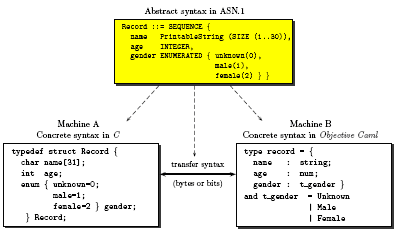 Abstract syntax in ASN.1
Record ::= SEQUENCE {
name PrintableString (SIZE (1..30)),
age INTEGER,
gender ENUMERATED { unknown(0),
male(1),
female(2) } }
Machine A
Concrete syntax in C
typedef struct Record {
char name[31];
int age;
enum { unknown=0;
male=1;
female=2 } gender;
} Record;
transfer syntax
(bytes or bits)
Machine B
Concrete syntax in Objective Caml
type record = {
name : string;
age : num;
gender : t_gender }
and t_gender = Unknown
| Male
| Female